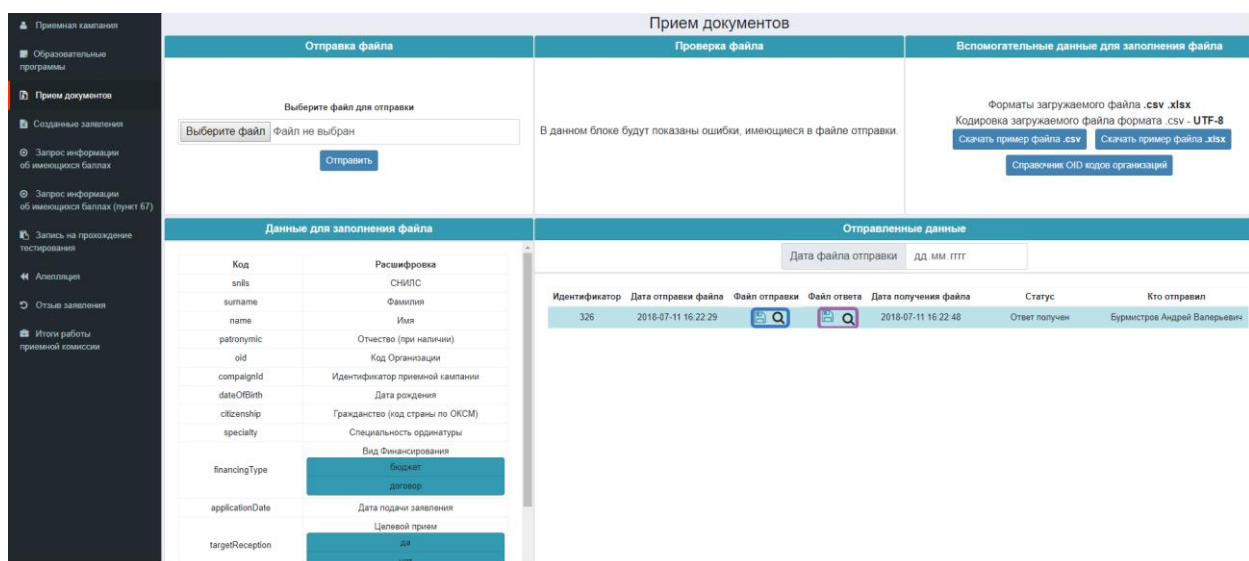 Приемная кампания
Образовательные
программы
Прием документов
Созданные заявления
Запрос информации
об имеющихся баллах
Запрос информации
об имеющихся баллах (пункт 67)
Запись на прохождение
тестирования
Апелляция
Отзыв заявления
Итоги работы
приемной комиссии
Прием документов
Отправка файла
Выберите файл для отправки
Выберите файл Файл не выбран
Отправить
Проверка файла
В данном блоке будут показаны ошибки, имеющиеся в файле отправки.
Вспомогательные данные для заполнения файла
Форматы загружаемого файла .csv .xlsx
Кодировка загружаемого файла формата .csv - UTF-8
Скачать пример файла .csv Скачать пример файла .xlsx
Справочник OID кодов организаций
Данные для заполнения файла
Код Расшифровка
snils СНИЛС
surname Фамилия
name Имя
patronymic Отчество (при наличии)
oid Код Организации
compaignId Идентификатор приемной кампании
dateOfBirth Дата рождения
citizenship Гражданство (код страны по ОКСМ)
specialty Специальность ординатуры
financingType Вид Финансирования
бюджет
договор
applicationDate Дата подачи заявления
targetReception Целевой прием
да
Отправленные данные
Дата файла отправки дд.мм.гггг
Идентификатор Дата отправки файла Файл отправки Файл ответа Дата получения файла Статус Кто отправил
326 2018-07-11 16:22:29 2018-07-11 16:22:48 Ответ получен Бурмистров Андрей Валерьевич